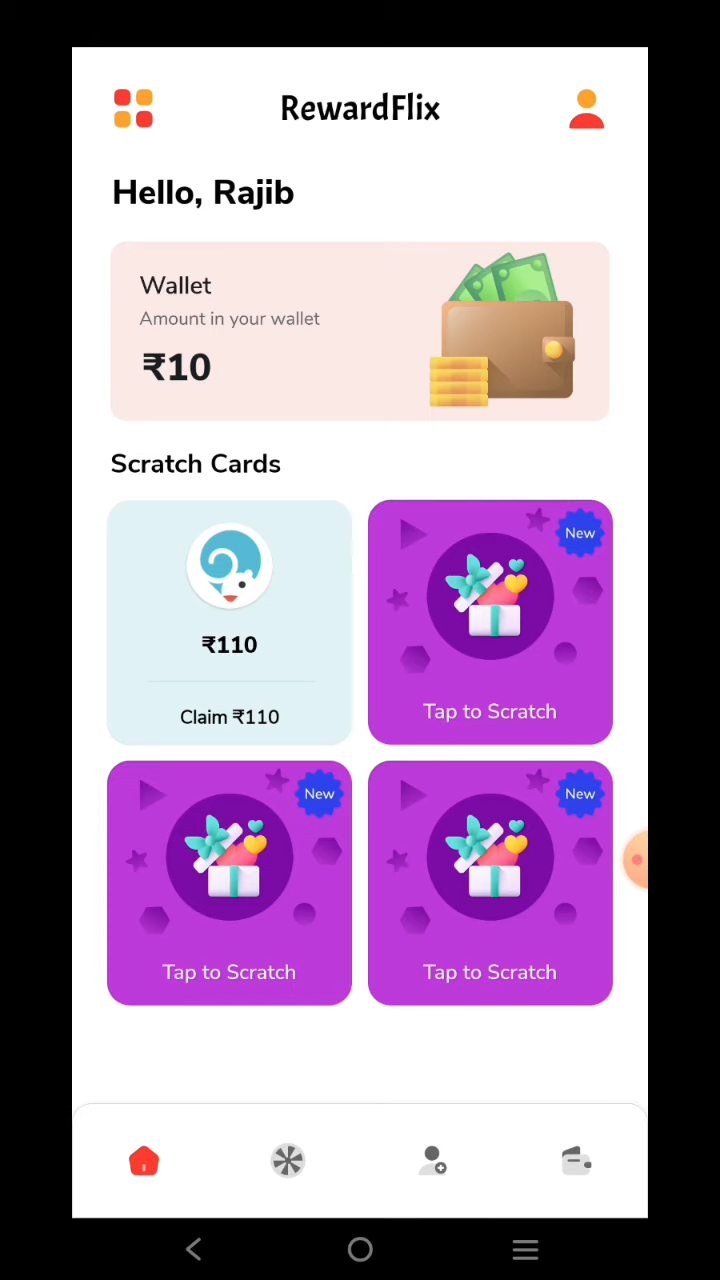 RewardFlix
Hello, Rajib
Wallet
Amount in your wallet
₹10
Scratch Cards
₹110
Claim ₹110
New
Tap to Scratch
New
Tap to Scratch
New
Tap to Scratch